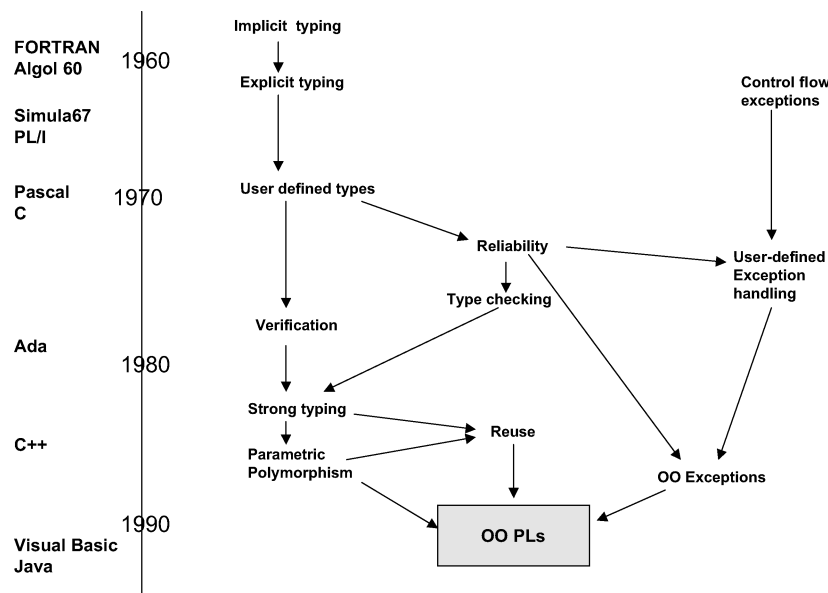 Implicit typing
FORTRAN
Algol 60
1960
Explicit typing
Control flow
exceptions
Simula67
PL/I
Pascal
C
1970
User defined types
Reliability
User-defined
Exception
handling
Type checking
Verification
Ada
1980
Strong typing
Reuse
C++
Parametric
Polymorphism
OO Exceptions
1990
OO PLs
Visual Basic
Java